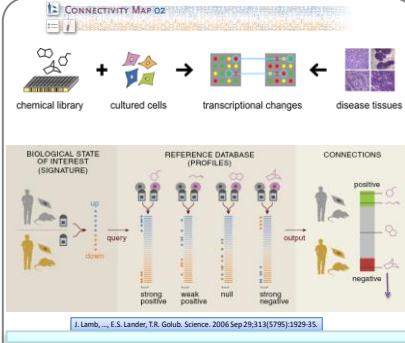 CONNECTIVITY MAP 02
chemical library
cultured cells
transcriptional changes
disease tissues
BIOLOGICAL STATE
OF INTEREST
(SIGNATURE)
REFERENCE DATABASE
(PROFILES)
CONNECTIONS
up
down
query
output
positive
negative
strong
positive
weak
positive
null
strong
negative
J. Lamb, ..., E.S. Lander, T.R. Golub. Science. 2006 Sep 29;313(5795):1929-35.